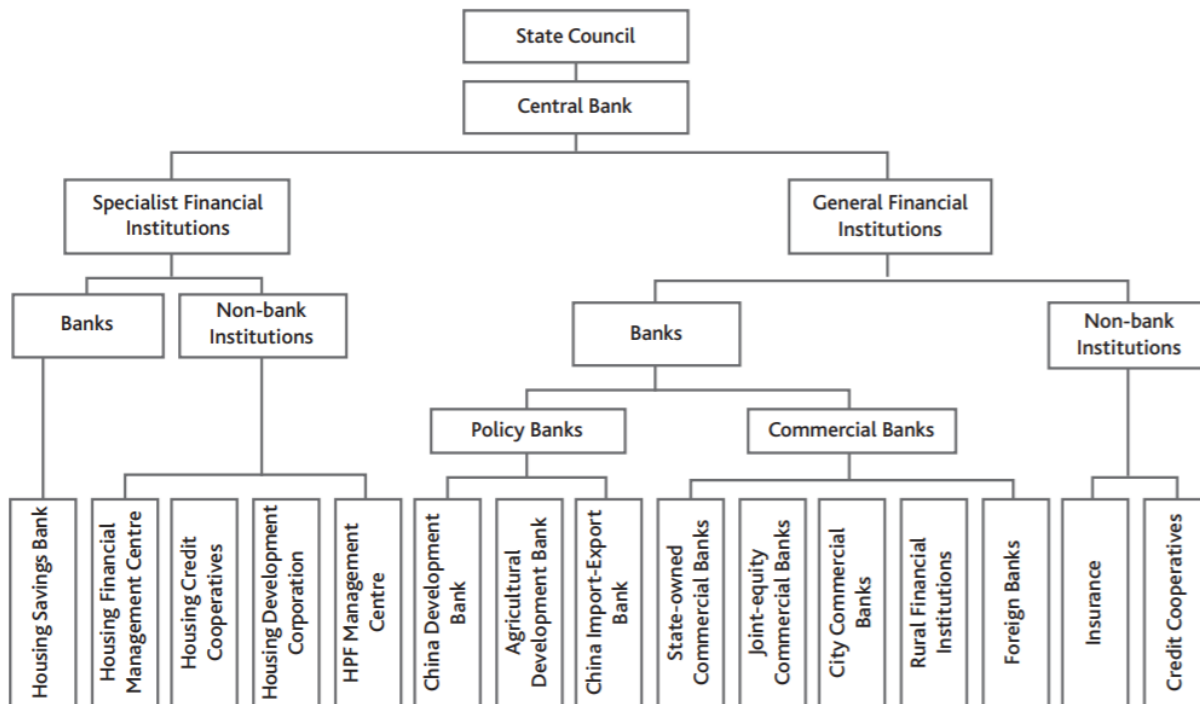 State Council
Central Bank
Specialist Financial
Institutions
General Financial
Institutions
Banks
Non-bank
Institutions
Banks
Non-bank
Institutions
Policy Banks
Commercial Banks
Housing Savings Bank
Housing Financial
Management Centre
Housing Credit
Cooperatives
Housing Development
Corporation
HPF Management
Centre
China Development
Bank
Agricultural
Development Bank
China Import-Export
Bank
State-owned
Commercial Banks
Joint-equity
Commercial Banks
City Commercial
Banks
Rural Financial
Institutions
Foreign Banks
Insurance
Credit Cooperatives